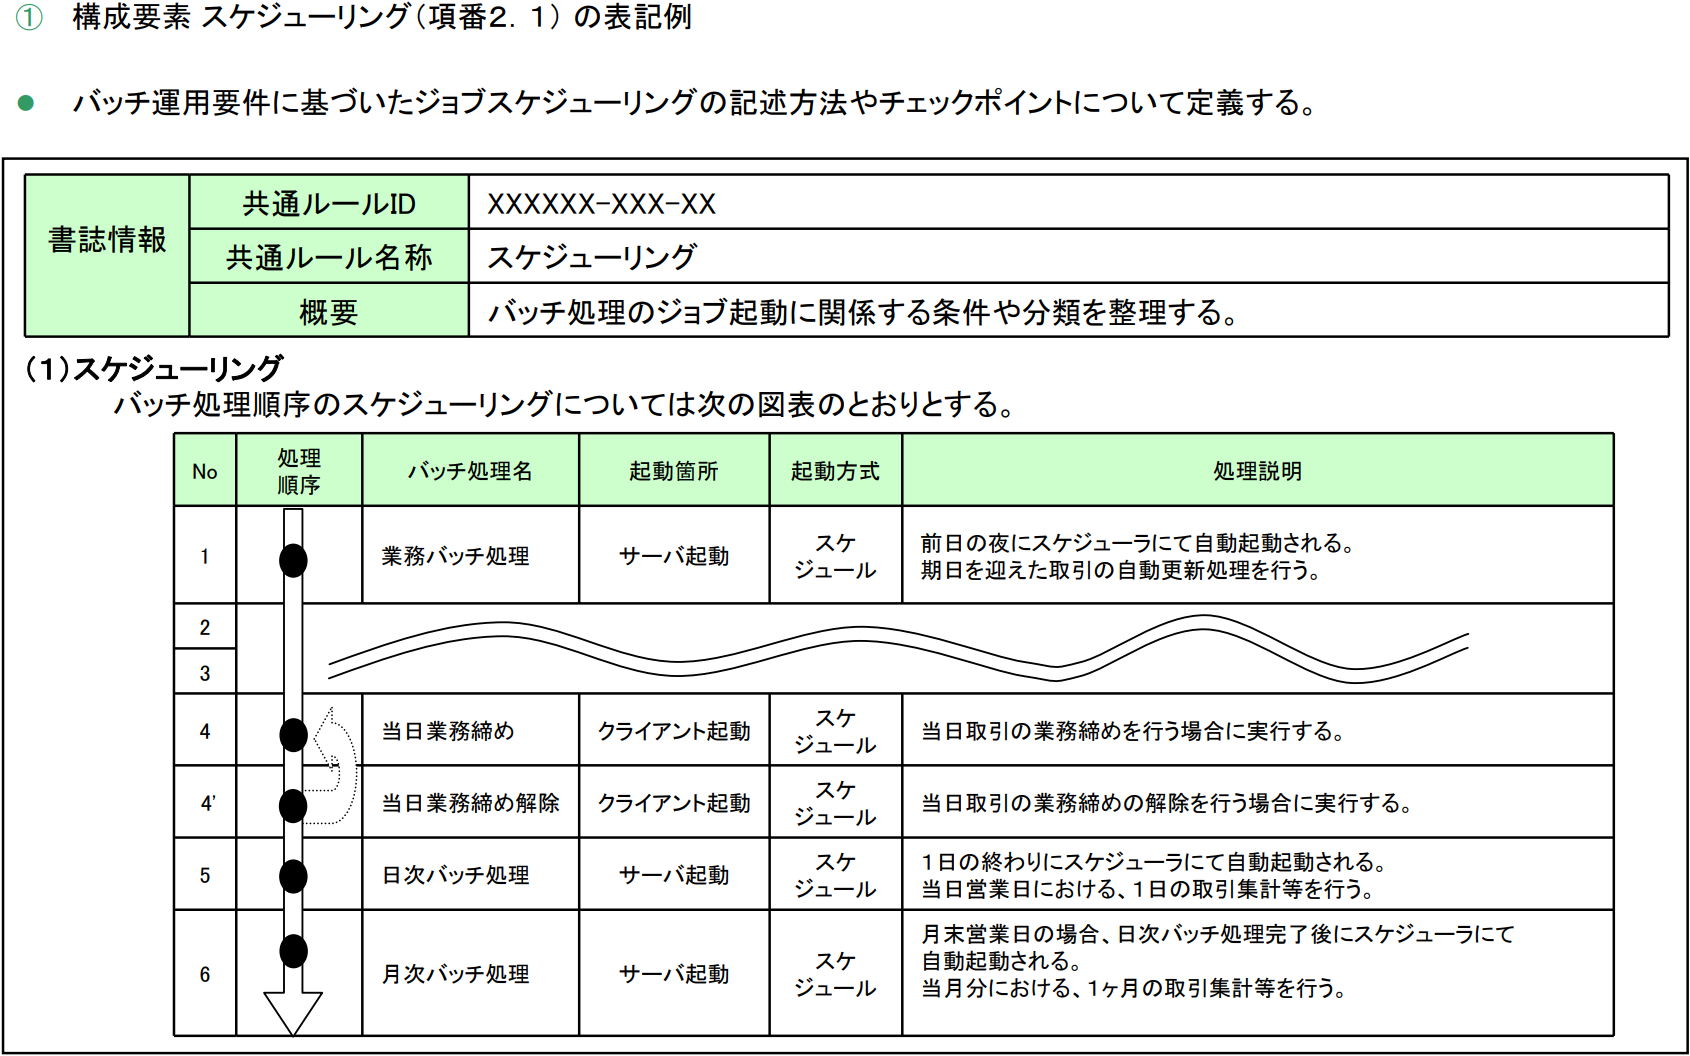 ① 構成要素 スケジューリング（項番２．１） の表記例
● バッチ運用要件に基づいたジョブスケジューリングの記述方法やチェックポイントについて定義する。
書誌情報
共通ルールID
XXXXXX-XXX-XX
共通ルール名称
スケジューリング
概要
バッチ処理のジョブ起動に関係する条件や分類を整理する。
（１）スケジューリング
バッチ処理順序のスケジューリングについては次の図表のとおりとする。
No
処理
順序
バッチ処理名
起動箇所
起動方式
処理説明
1
業務バッチ処理
サーバ起動
スケ
ジュール
前日の夜にスケジューラにて自動起動される。
期日を迎えた取引の自動更新処理を行う。
2
3
4
当日業務締め
クライアント起動
スケ
ジュール
当日取引の業務締めを行う場合に実行する。
4'
当日業務締め解除
クライアント起動
スケ
ジュール
当日取引の業務締めの解除を行う場合に実行する。
5
日次バッチ処理
サーバ起動
スケ
ジュール
１日の終わりにスケジューラにて自動起動される。
当日営業日における、１日の取引集計等を行う。
6
月次バッチ処理
サーバ起動
スケ
ジュール
月末営業日の場合、日次バッチ処理完了後にスケジューラにて
自動起動される。
当月分における、１ヶ月の取引集計等を行う。